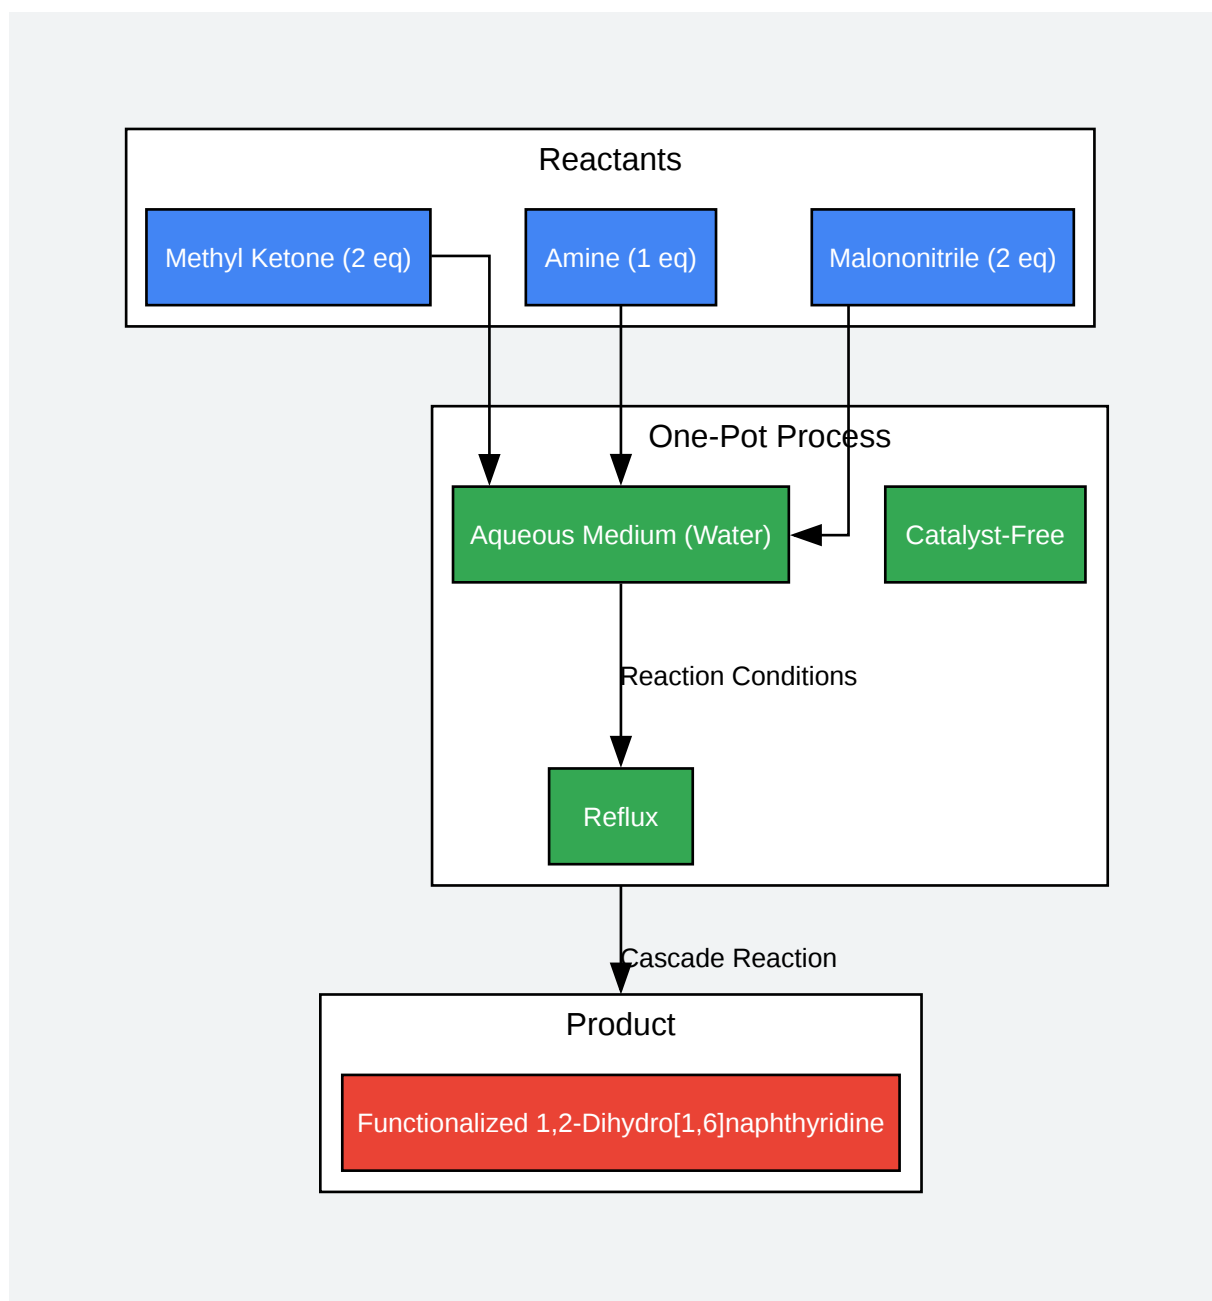 Reactants
Methyl Ketone (2 eq)
Amine (1 eq)
Malononitrile (2 eq)
One-Pot Process
Aqueous Medium (Water)
Catalyst-Free
Reaction Conditions
Reflux
Cascade Reaction
Product
Functionalized 1,2-Dihydro[1,6]naphthyridine